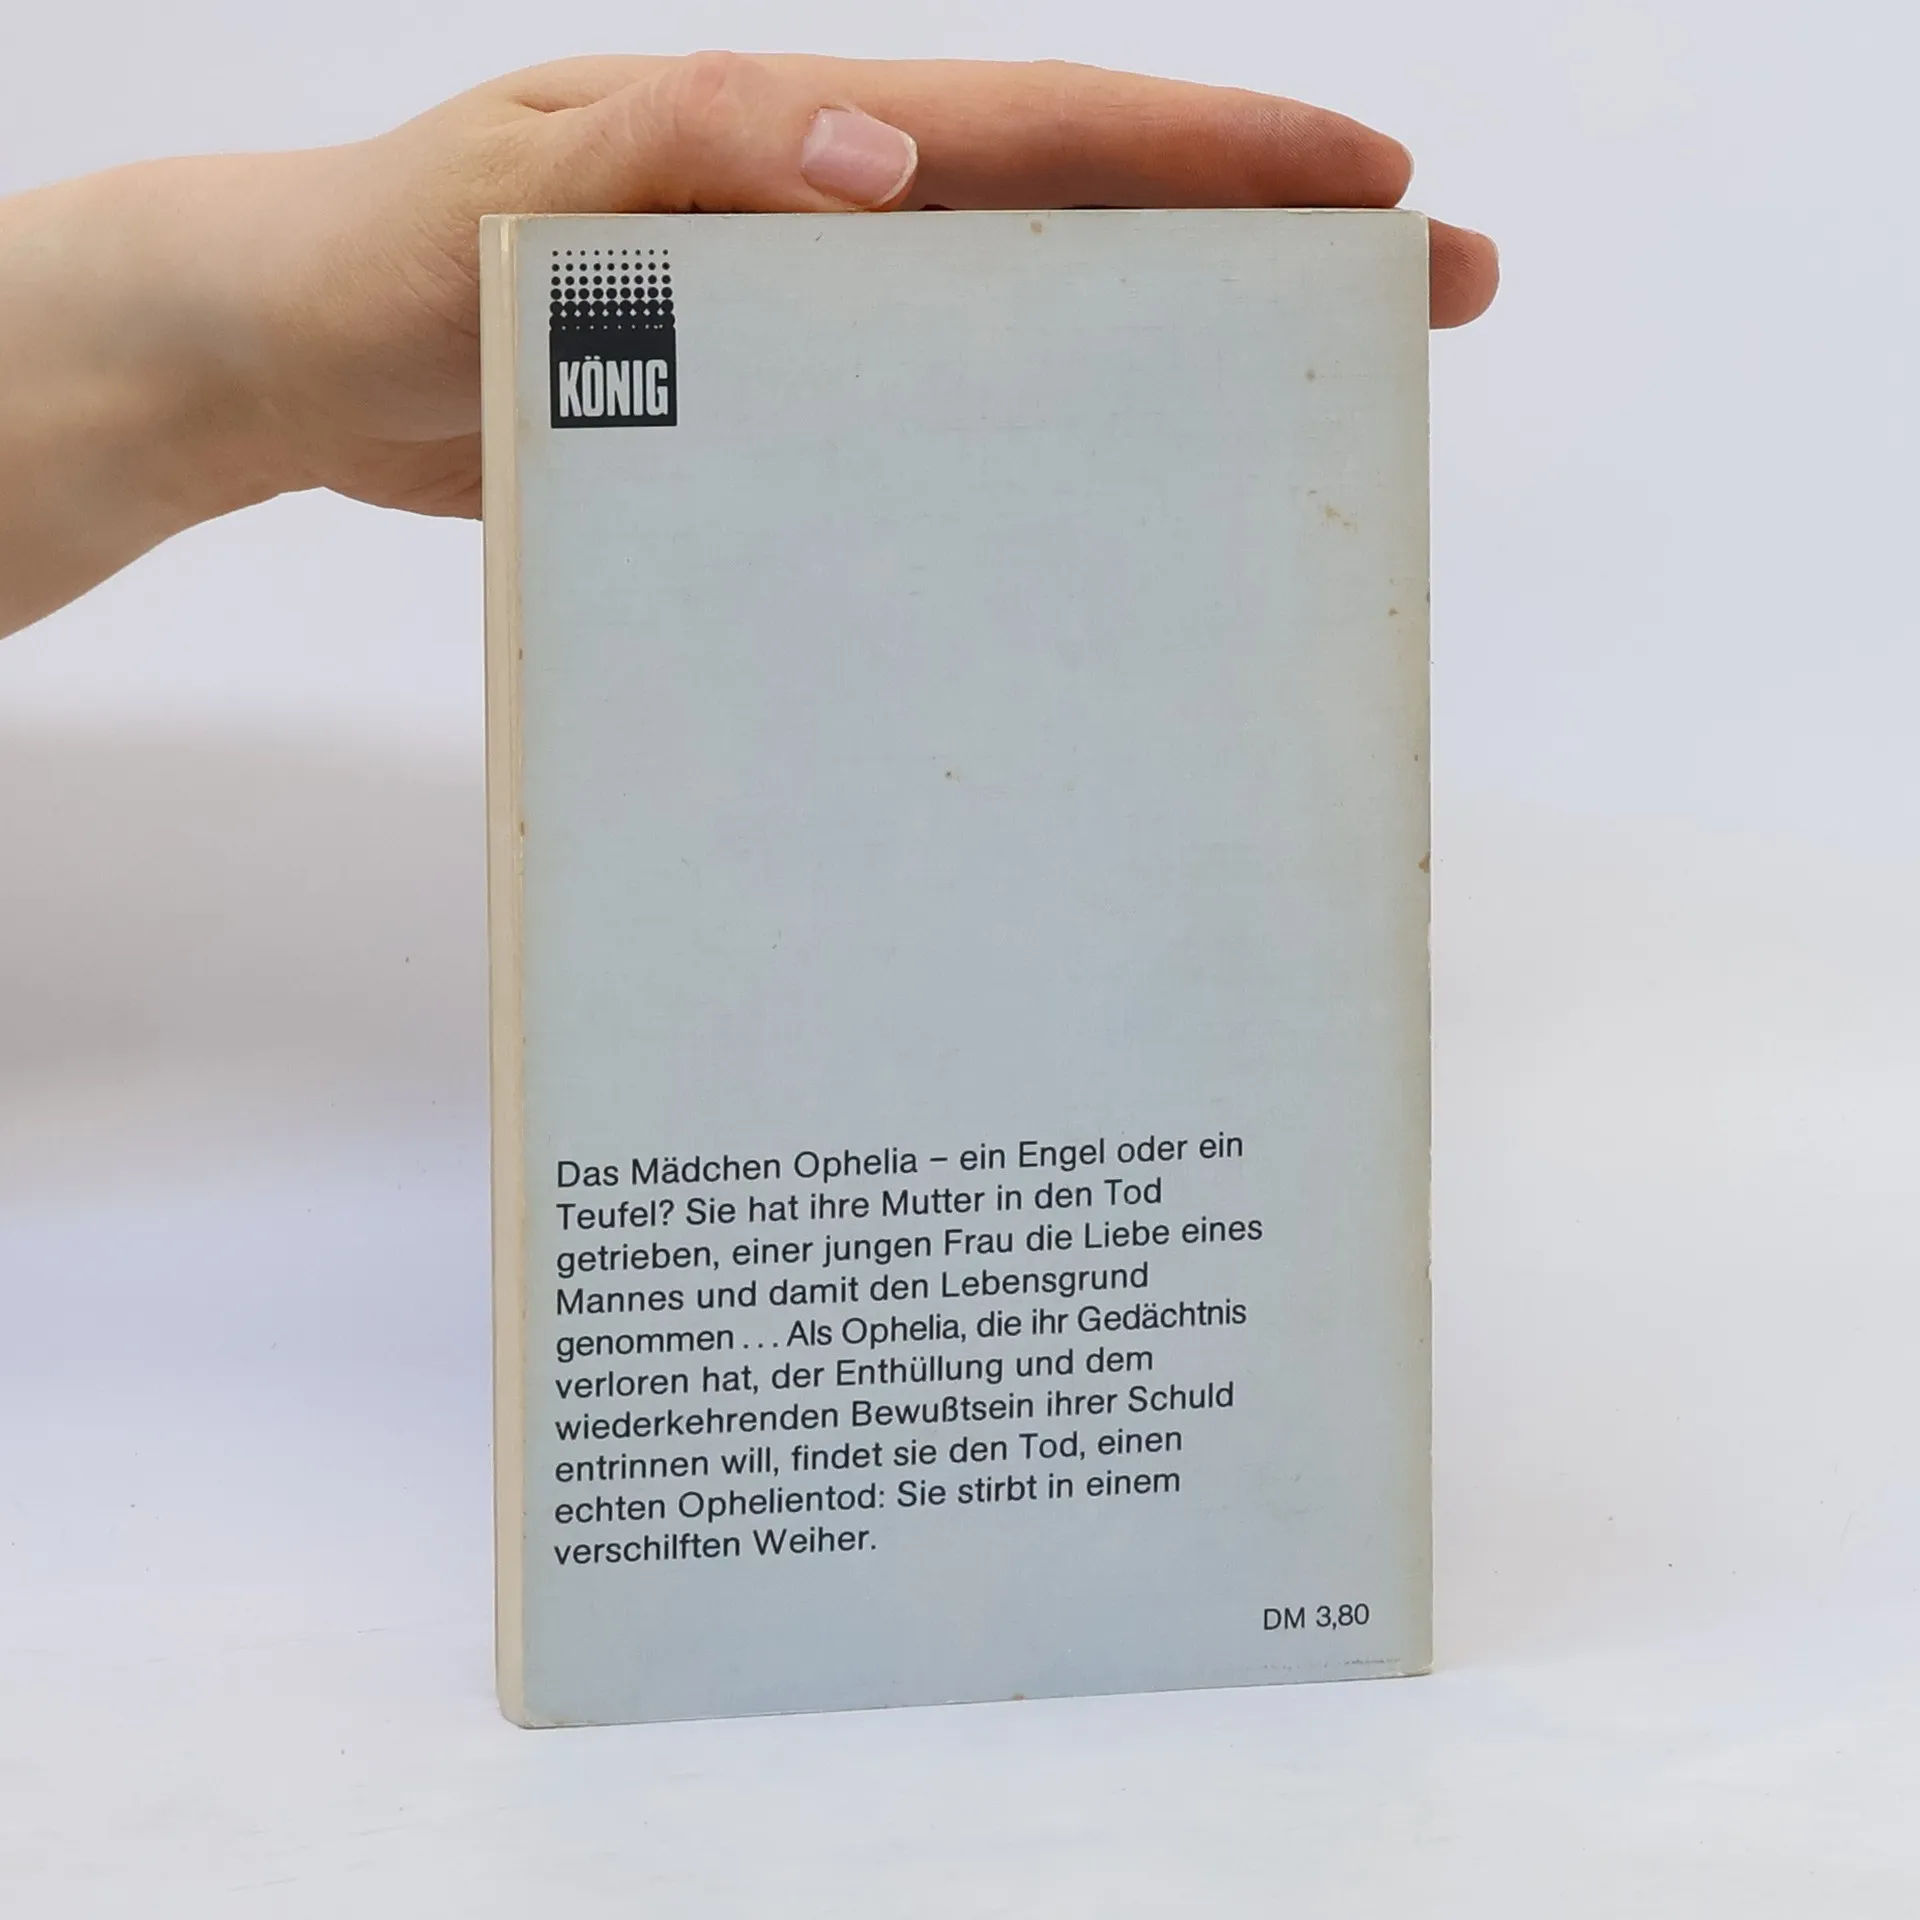 KÖNIG
Das Mädchen Ophelia – ein Engel oder ein
Teufel? Sie hat ihre Mutter in den Tod
getrieben, einer jungen Frau die Liebe eines
Mannes und damit den Lebensgrund
genommen . . . Als Ophelia, die ihr Gedächtnis
verloren hat, der Enthüllung und dem
wiederkehrenden Bewußtsein ihrer Schuld
entrinnen will, findet sie den Tod, einen
echten Ophelientod: Sie stirbt in einem
verschilften Weiher.
DM 3,80